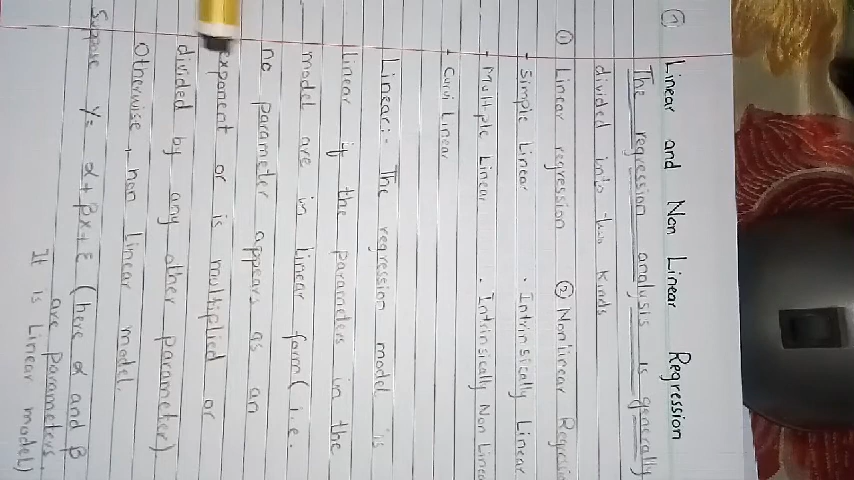 (1) Linear and Non Linear Regression
The regression analysis is generally
divided into two kinds
① Linear regression ② Nonlinear Regressio
- Simple Linear · Intrinsically Linear
- Multiple Linear · Intrinsically Non Linea
- Curvi Linear
Linear:- The regression model is
linear if the parameters in the
model are in linear form (i.e.
no parameter appears as an
exponent or is multiplied or
divided by any other parameter)
Otherwise, non Linear model.
Suppose Y = α + βx + ε (here α and β
are parameters.
It is Linear model)